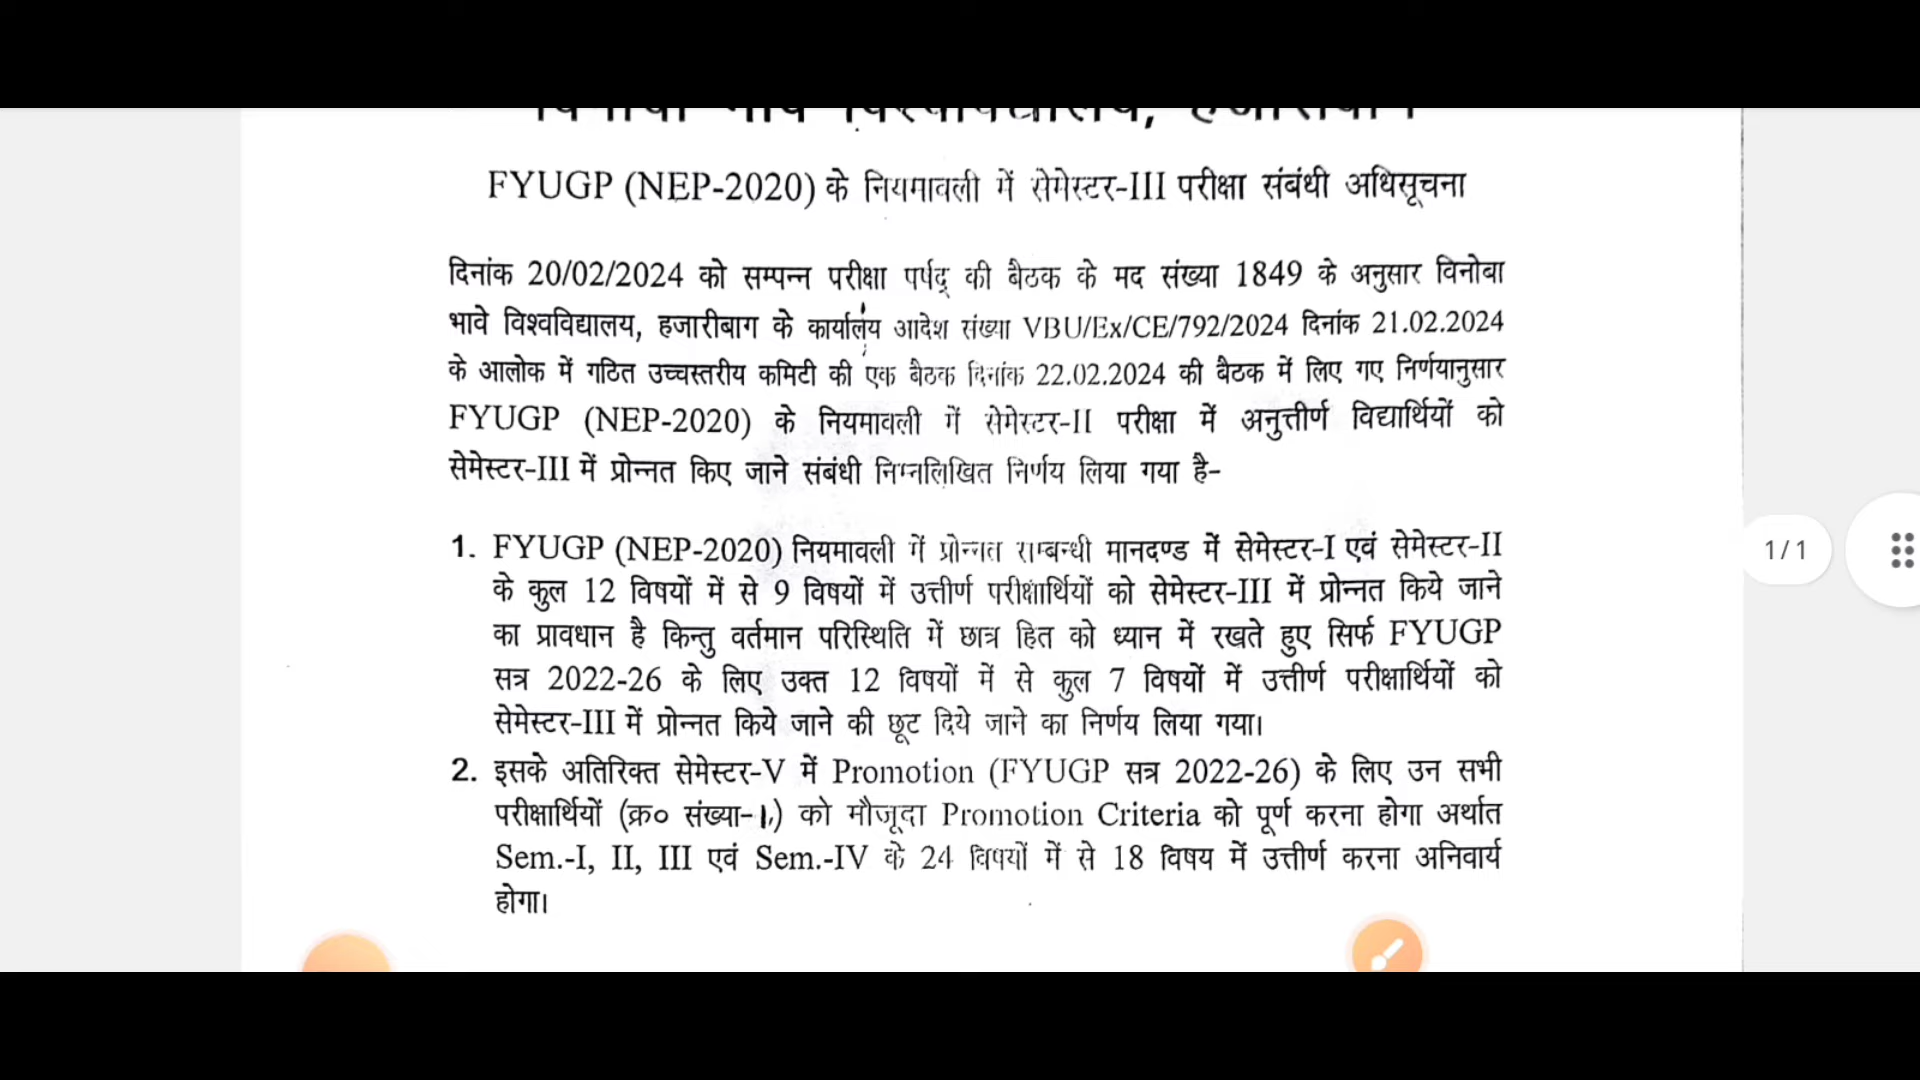 विनोबा भावे विश्वविद्यालय, हजारीबाग
FYUGP (NEP-2020) के नियमावली में सेमेस्टर-III परीक्षा संबंधी अधिसूचना
दिनांक 20/02/2024 को सम्पन्न परीक्षा पर्षद् की बैठक के मद संख्या 1849 के अनुसार विनोबा
भावे विश्वविद्यालय, हजारीबाग के कार्यालय आदेश संख्या VBU/Ex/CE/792/2024 दिनांक 21.02.2024
के आलोक में गठित उच्चस्तरीय कमिटी की एक बैठक दिनांक 22.02.2024 की बैठक में लिए गए निर्णयानुसार
FYUGP (NEP-2020) के नियमावली में सेमेस्टर-II परीक्षा में अनुत्तीर्ण विद्यार्थियों को
सेमेस्टर-III में प्रोन्नत किए जाने संबंधी निम्नलिखित निर्णय लिया गया है-
1. FYUGP (NEP-2020) नियमावली में प्रोन्नत सम्बन्धी मानदण्ड में सेमेस्टर-I एवं सेमेस्टर-II
के कुल 12 विषयों में से 9 विषयों में उत्तीर्ण परीक्षार्थियों को सेमेस्टर-III में प्रोन्नत किये जाने
का प्रावधान है किन्तु वर्तमान परिस्थिति में छात्र हित को ध्यान में रखते हुए सिर्फ FYUGP
सत्र 2022-26 के लिए उक्त 12 विषयों में से कुल 7 विषयों में उत्तीर्ण परीक्षार्थियों को
सेमेस्टर-III में प्रोन्नत किये जाने की छूट दिये जाने का निर्णय लिया गया।
2. इसके अतिरिक्त सेमेस्टर-V में Promotion (FYUGP सत्र 2022-26) के लिए उन सभी
परीक्षार्थियों (क्र० संख्या-1.) को मौजूदा Promotion Criteria को पूर्ण करना होगा अर्थात
Sem.-I, II, III एवं Sem.-IV के 24 विषयों में से 18 विषय में उत्तीर्ण करना अनिवार्य
होगा।
1/1